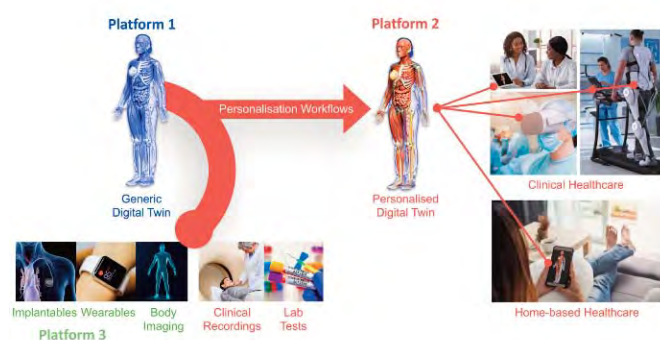 Platform 1
Platform 2
Personalisation Workflows
Generic
Digital Twin
Personalised
Digital Twin
Clinical Healthcare
Implantables
Wearables
Body
Imaging
Clinical
Recordings
Lab
Tests
Platform 3
Home-based Healthcare